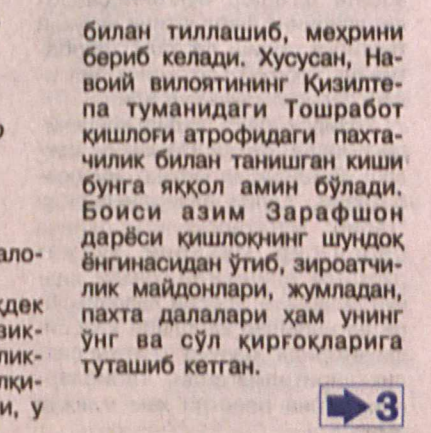 билан тиллашиб, меҳрини
бериб келади. Хусусан, На-
воий вилоятининг Қизилте-
па туманидаги Тошработ
қишлоғи атрофидаги пахта-
чилик билан танишган киши
бунга яққол амин бўлади.
Боиси азим Зарафшон
дарёси қишлоқнинг шундоқ
ёнгинасидан ўтиб, зироатчи-
лик майдонлари, жумладан,
пахта далалари ҳам унинг
ўнг ва сўл қирғоқларига
туташиб кетган.
3